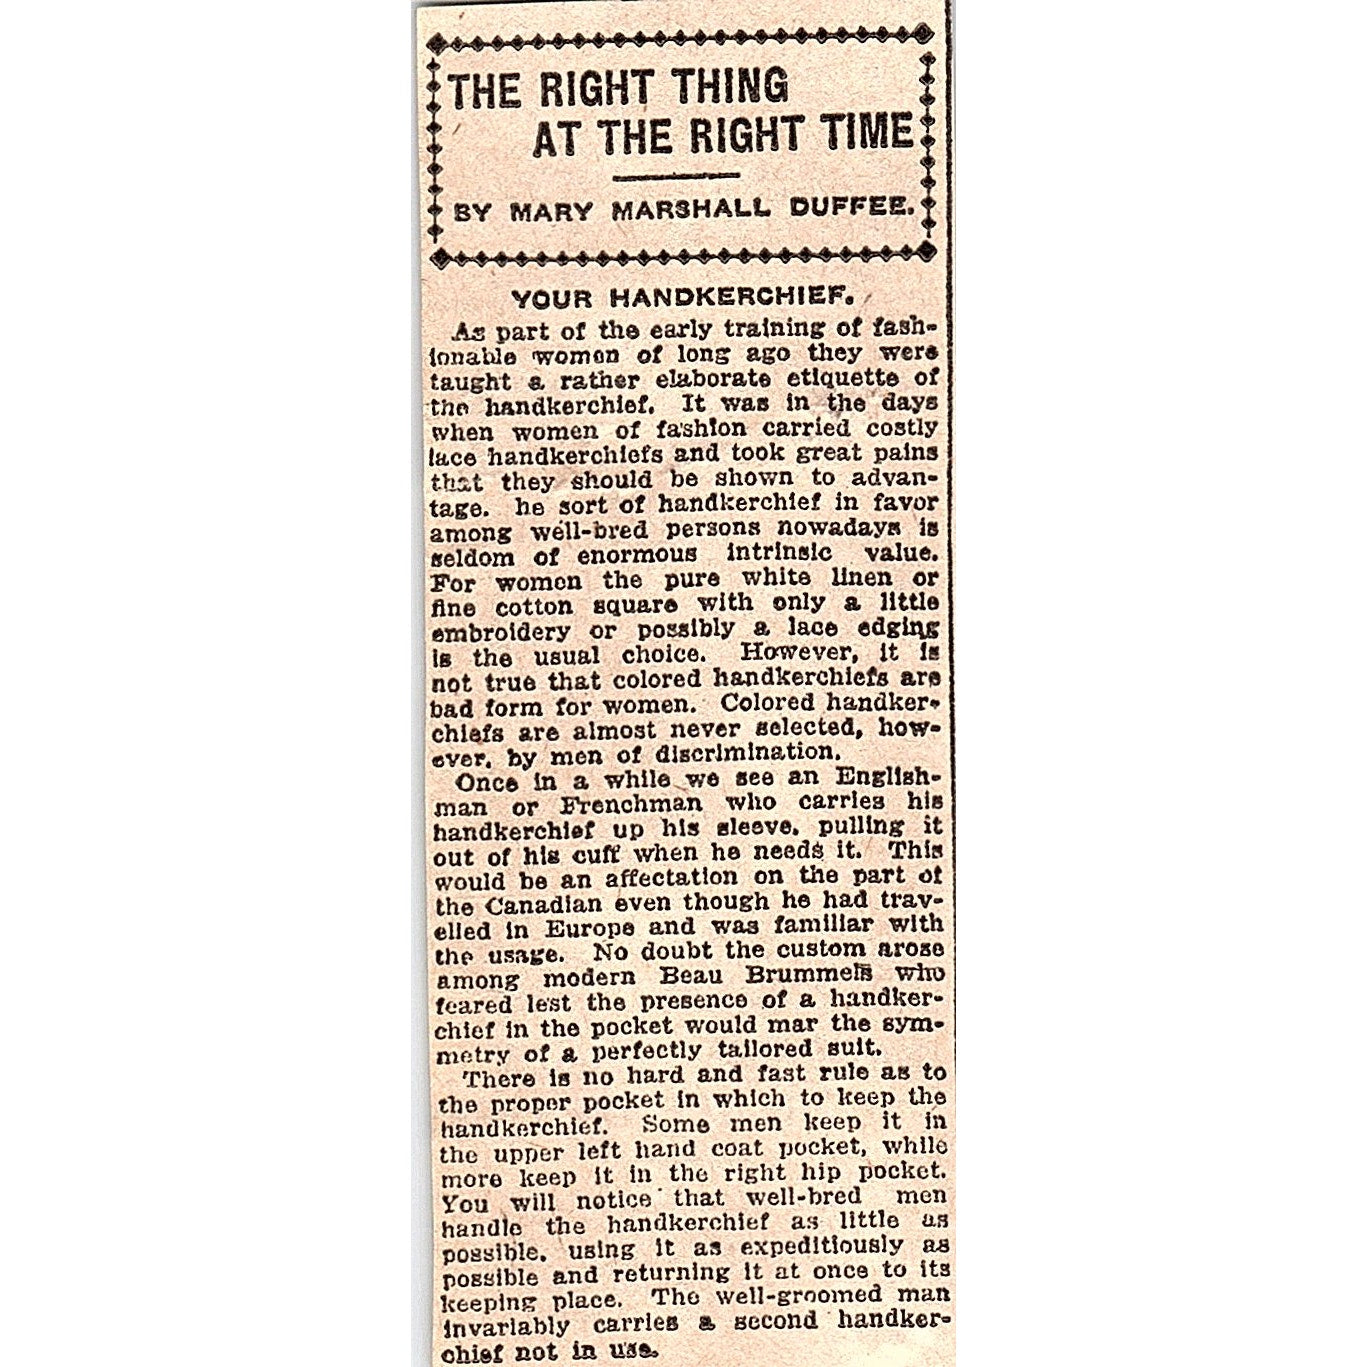 THE RIGHT THING
AT THE RIGHT TIME
BY MARY MARSHALL DUFFEE.
YOUR HANDKERCHIEF.
As part of the early training of fash-
ionable women of long ago they were
taught a rather elaborate etiquette of
the handkerchief. It was in the days
when women of fashion carried costly
lace handkerchiefs and took great pains
that they should be shown to advan-
tage. he sort of handkerchief in favor
among well-bred persons nowadays is
seldom of enormous intrinsic value.
For women the pure white linen or
fine cotton square with only a little
embroidery or possibly a lace edging
is the usual choice. However, it is
not true that colored handkerchiefs are
bad form for women. Colored handker-
chiefs are almost never selected, how-
ever, by men of discrimination.
Once in a while we see an English-
man or Frenchman who carries his
handkerchief up his sleeve, pulling it
out of his cuff when he needs it. This
would be an affectation on the part of
the Canadian even though he had trav-
elled in Europe and was familiar with
the usage. No doubt the custom arose
among modern Beau Brummels who
feared lest the presence of a handker-
chief in the pocket would mar the sym-
metry of a perfectly tailored suit.
There is no hard and fast rule as to
the proper pocket in which to keep the
handkerchief. Some men keep it in
the upper left hand coat pocket, while
more keep it in the right hip pocket.
You will notice that well-bred men
handle the handkerchief as little as
possible, using it as expeditiously as
possible and returning it at once to its
keeping place. The well-groomed man
invariably carries a second handker-
chief not in use.